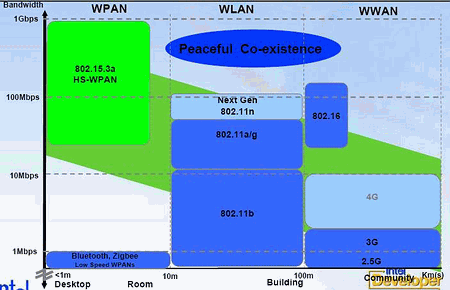 Bandwidth
WPAN
WLAN
WWAN
1Gbps
Peaceful Co-existence
802.15.3a
HS-WPAN
100Mbps
Next Gen
802.11n
802.16
802.11a/g
10Mbps
4G
802.11b
3G
1Mbps
Bluetooth, Zigbee
Low Speed WPANs
2.5G
<1m
10m
100m
Km(s)
Desktop
Room
Building
Community
intel
Intel
Developer